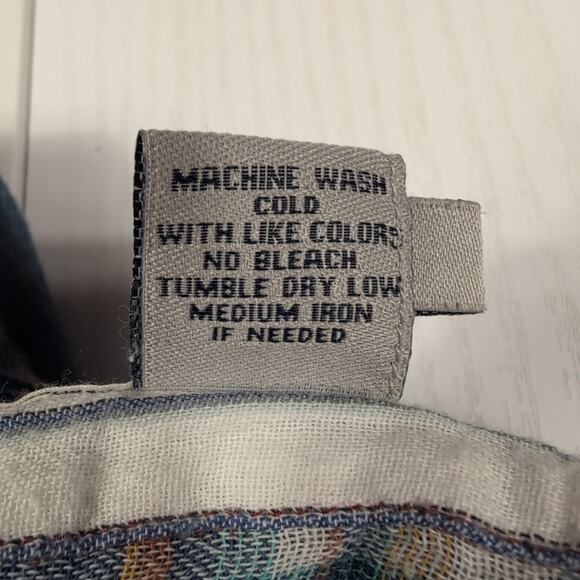 MACHINE WASH
COLD
WITH LIKE COLORS
NO BLEACH
TUMBLE DRY LOW
MEDIUM IRON
IF NEEDED